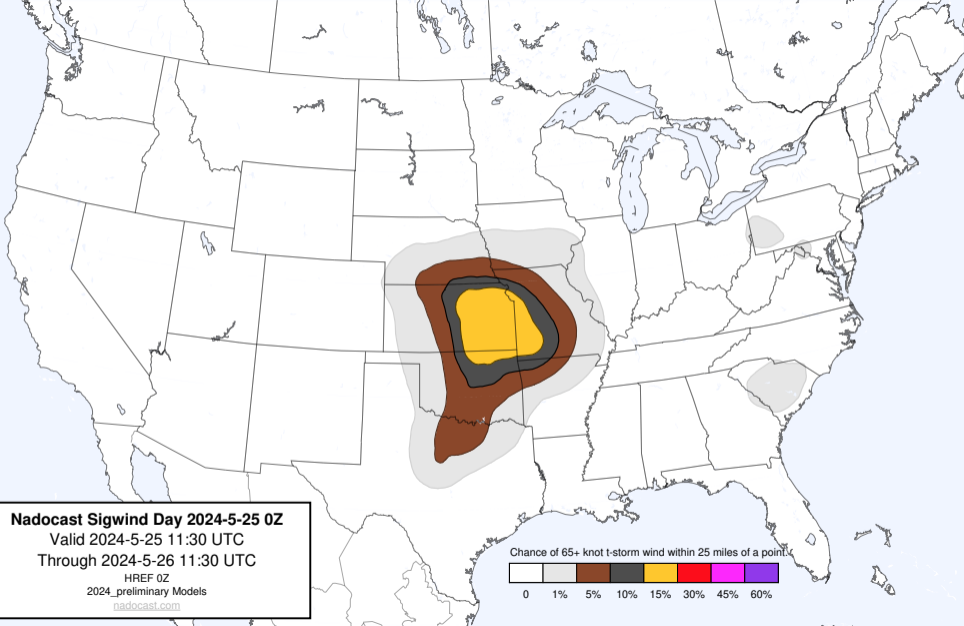 Nadocast Sigwind Day 2024-5-25 0Z
Valid 2024-5-25 11:30 UTC
Through 2024-5-26 11:30 UTC
HREF 0Z
2024_preliminary Models
nadocast.com
Chance of 65+ knot t-storm wind within 25 miles of a point.
0 1% 5% 10% 15% 30% 45% 60%